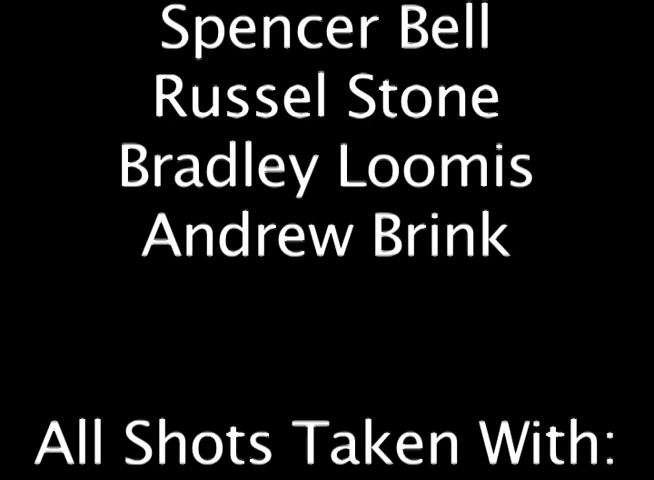 Spencer Bell
Russel Stone
Bradley Loomis
Andrew Brink
All Shots Taken With: